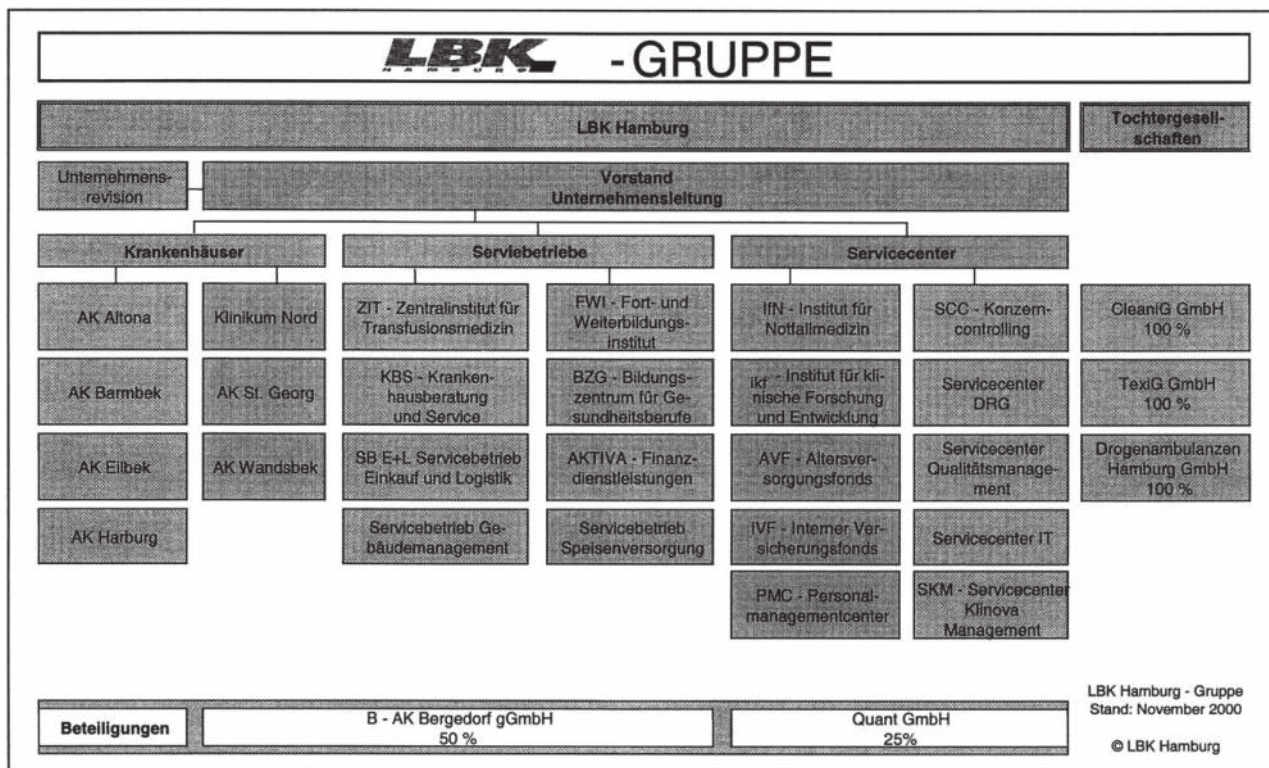 LBK -GRUPPE
HAMBURG
LBK Hamburg
Tochtergesell-
schaften
Unternehmens-
revision
Vorstand
Unternehmensleitung
Krankenhäuser
Serviebetriebe
Servicecenter
AK Altona
Klinikum Nord
ZIT - Zentralinstitut für
Transfusionsmedizin
FWI - Fort- und
Weiterbildungs-
institut
IfN - Institut für
Notfallmedizin
SCC - Konzern-
controlling
CleaniG GmbH
100 %
AK Barmbek
AK St. Georg
KBS - Kranken-
hausberatung
und Service
BZG - Bildungs-
zentrum für Ge-
sundheitsberufe
ikf - Institut für kli-
nische Forschung
und Entwicklung
Servicecenter
DRG
TexiG GmbH
100 %
AK Eilbek
AK Wandsbek
SB E+L Servicebetrieb
Einkauf und Logistik
AKTIVA - Finanz-
dienstleistungen
AVF - Altersver-
sorgungsfonds
Servicecenter
Qualitätsmanage-
ment
Drogenambulanzen
Hamburg GmbH
100 %
AK Harburg
Servicebetrieb Ge-
bäudemanagement
Servicebetrieb
Speisenversorgung
IVF - Interner Ver-
sicherungsfonds
Servicecenter IT
PMC - Personal-
managementcenter
SKM - Servicecenter
Klinova
Management
Beteiligungen
B - AK Bergedorf gGmbH
50 %
Quant GmbH
25%
LBK Hamburg - Gruppe
Stand: November 2000
© LBK Hamburg